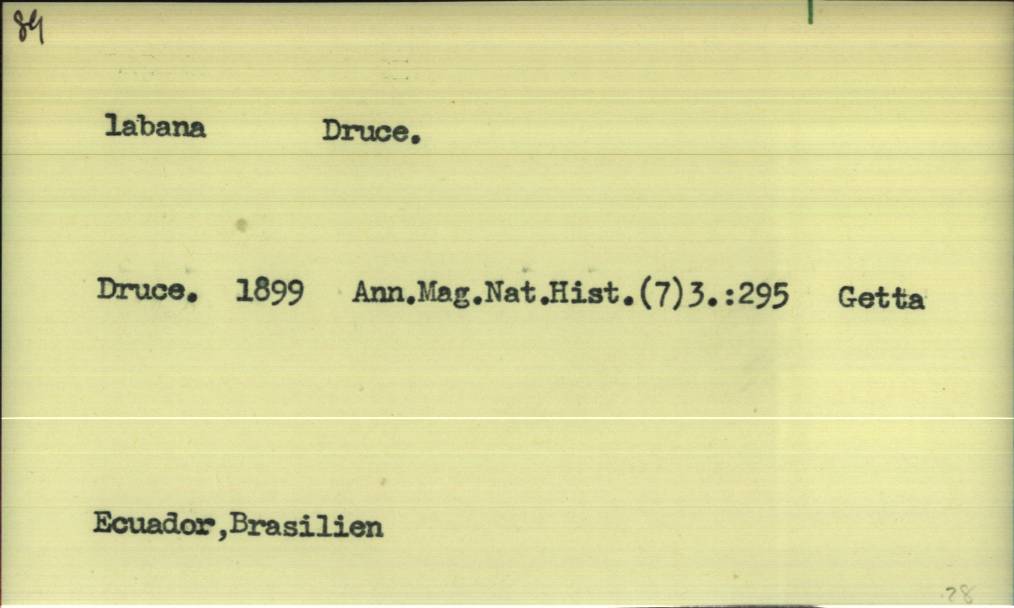 84
labana Druce.
Druce. 1899 Ann.Mag.Nat.Hist.(7)3.:295 Getta
Ecuador,Brasilien
28